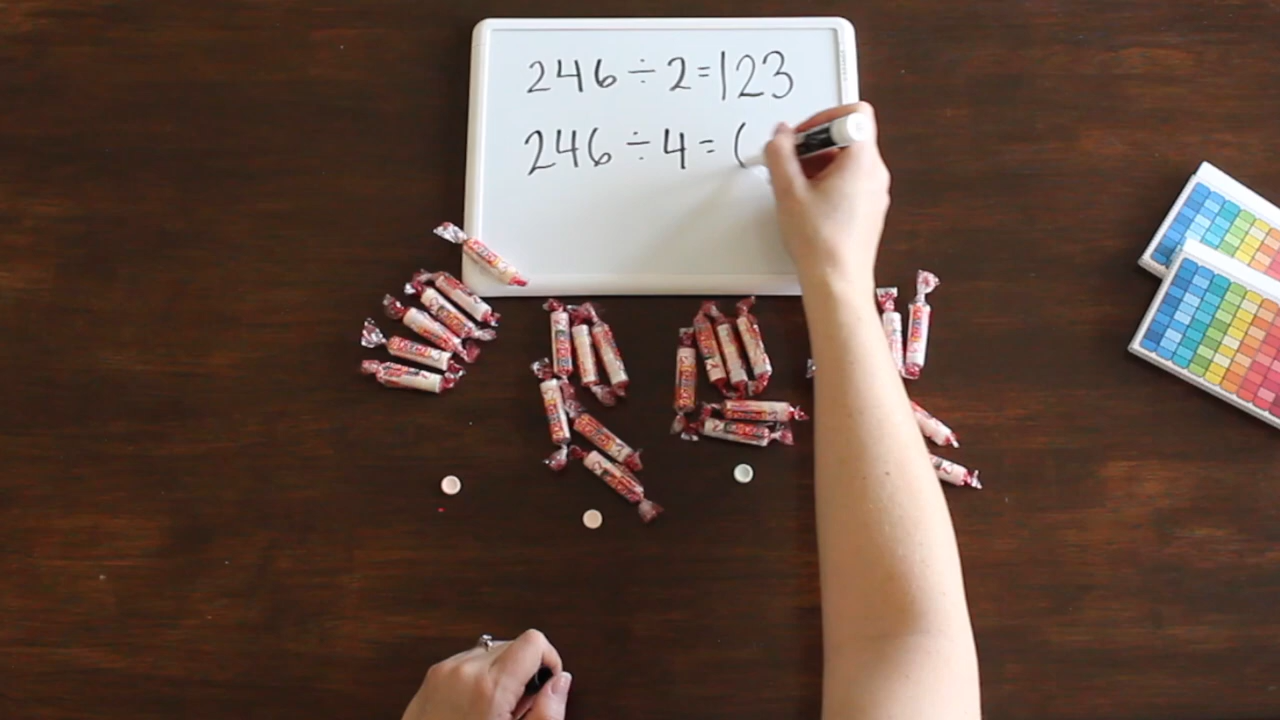 246 ÷ 2 = 123
246 ÷ 4 = (